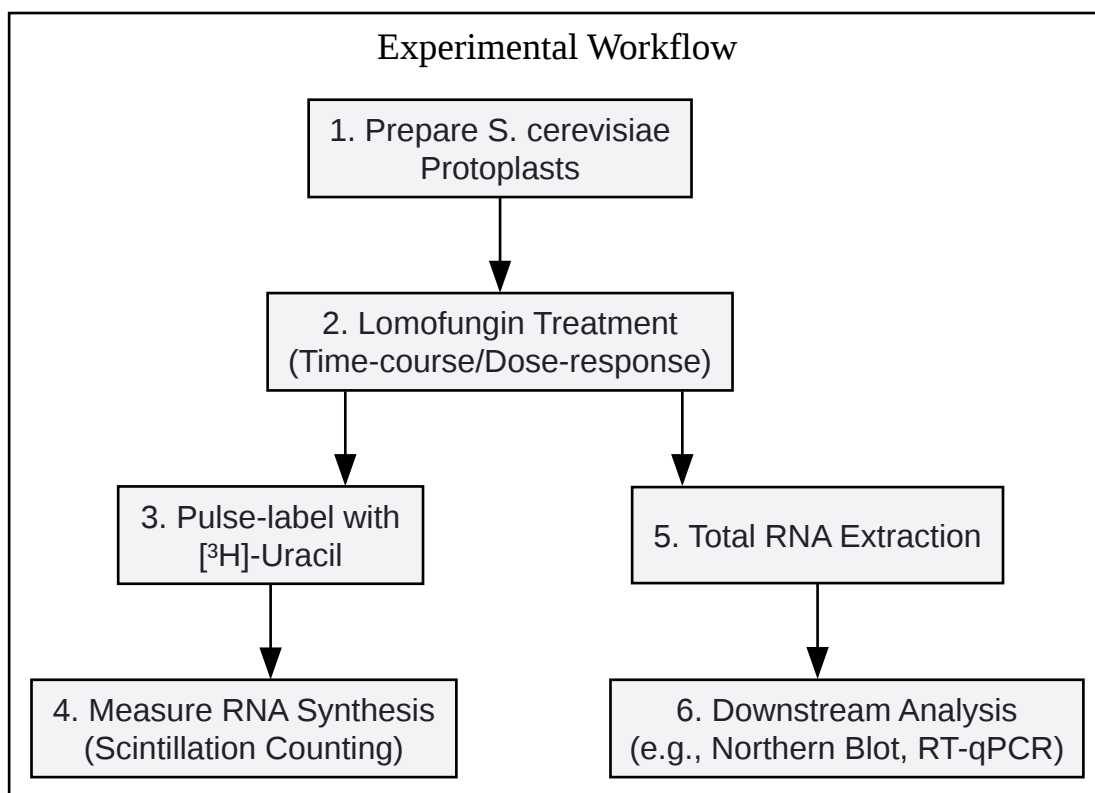 Experimental Workflow
1. Prepare S. cerevisiae
Protoplasts
2. Lomofungin Treatment
(Time-course/Dose-response)
3. Pulse-label with
[³H]-Uracil
5. Total RNA Extraction
4. Measure RNA Synthesis
(Scintillation Counting)
6. Downstream Analysis
(e.g., Northern Blot, RT-qPCR)